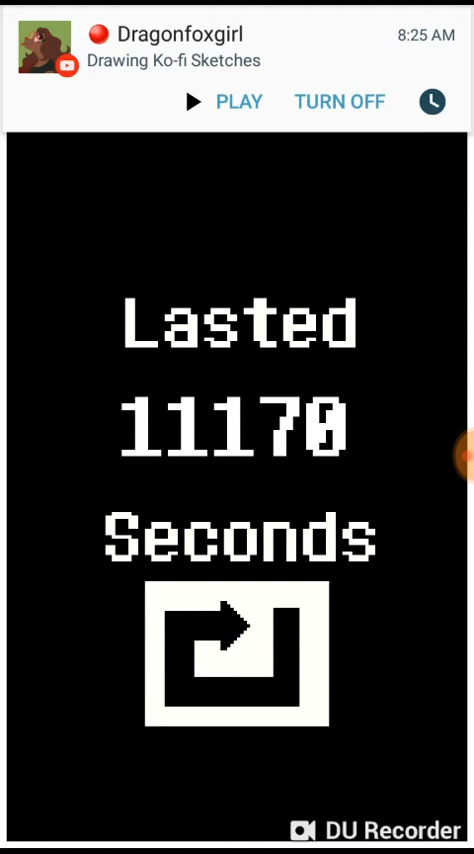 🔴 Dragonfoxgirl
8:25 AM
Drawing Ko-fi Sketches
PLAY
TURN OFF
Lasted
11170
Seconds
DU Recorder